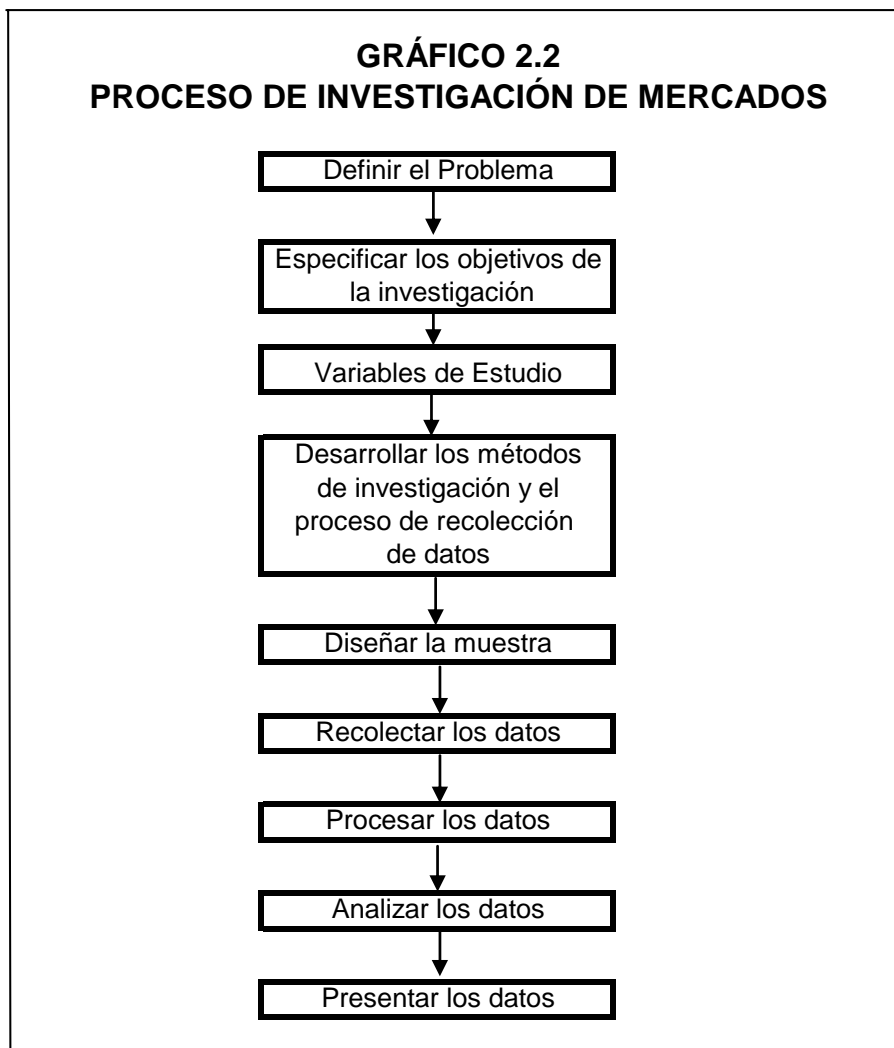 GRÁFICO 2.2
PROCESO DE INVESTIGACIÓN DE MERCADOS
Definir el Problema
Especificar los objetivos de
la investigación
Variables de Estudio
Desarrollar los métodos
de investigación y el
proceso de recolección
de datos
Diseñar la muestra
Recolectar los datos
Procesar los datos
Analizar los datos
Presentar los datos